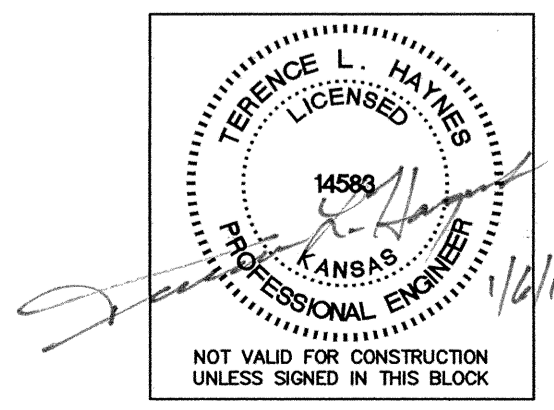 TERENCE L. HAYNES
LICENSED
14583
KANSAS
PROFESSIONAL ENGINEER
NOT VALID FOR CONSTRUCTION
UNLESS SIGNED IN THIS BLOCK